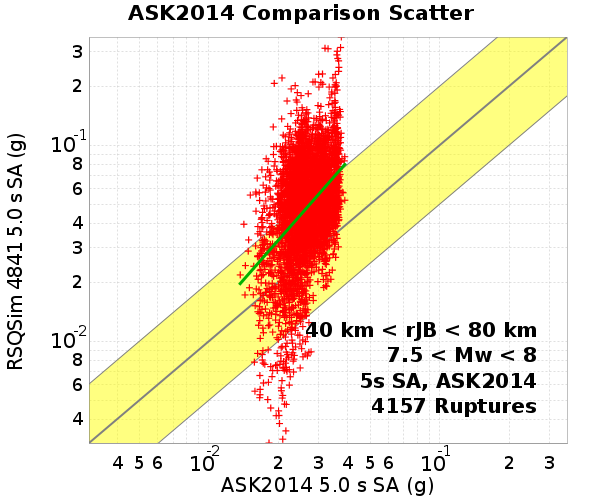 ASK2014 Comparison Scatter
RSQSim 4841 5.0 s SA (g)
3
2
10-1
8
6
4
3
2
10-2
8
6
4
40 km < rJB < 80 km
7.5 < Mw < 8
5s SA, ASK2014
4157 Ruptures
4 5 6 10-2 2 3 4 5 6 10-1 2 3
ASK2014 5.0 s SA (g)